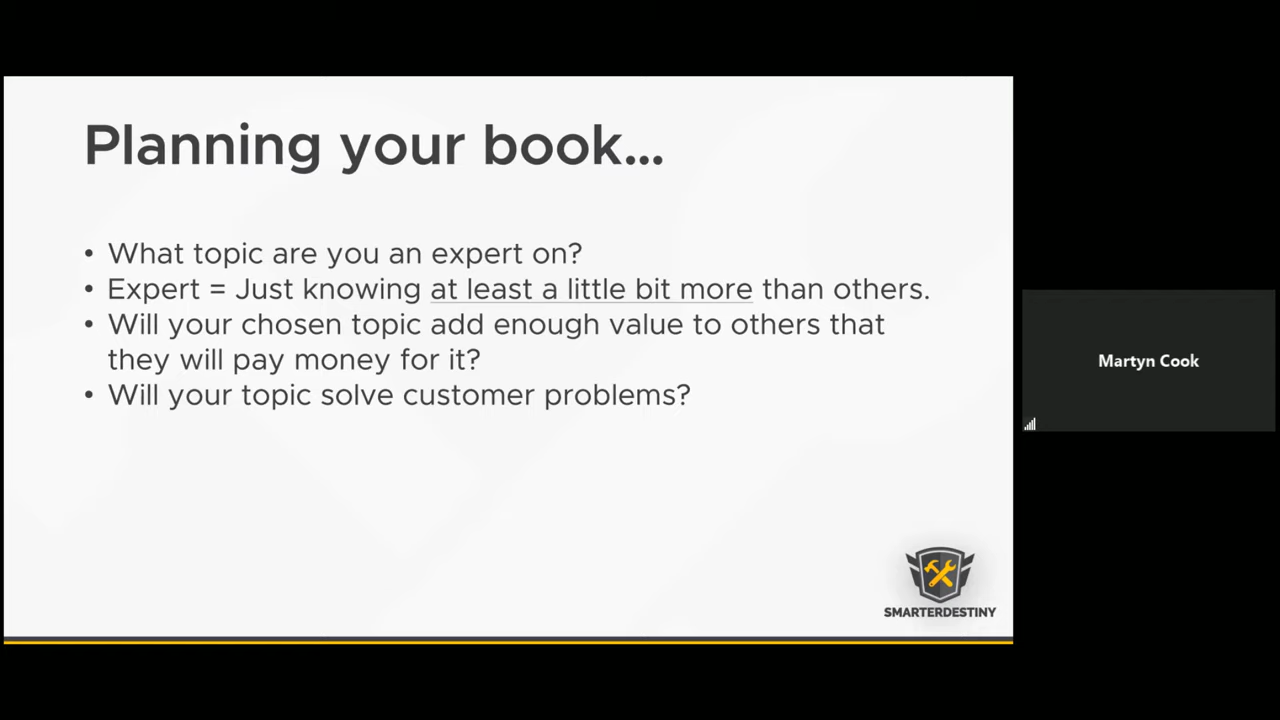 Planning your book...
• What topic are you an expert on?
• Expert = Just knowing at least a little bit more than others.
• Will your chosen topic add enough value to others that
they will pay money for it?
• Will your topic solve customer problems?
SMARTERDESTINY
Martyn Cook